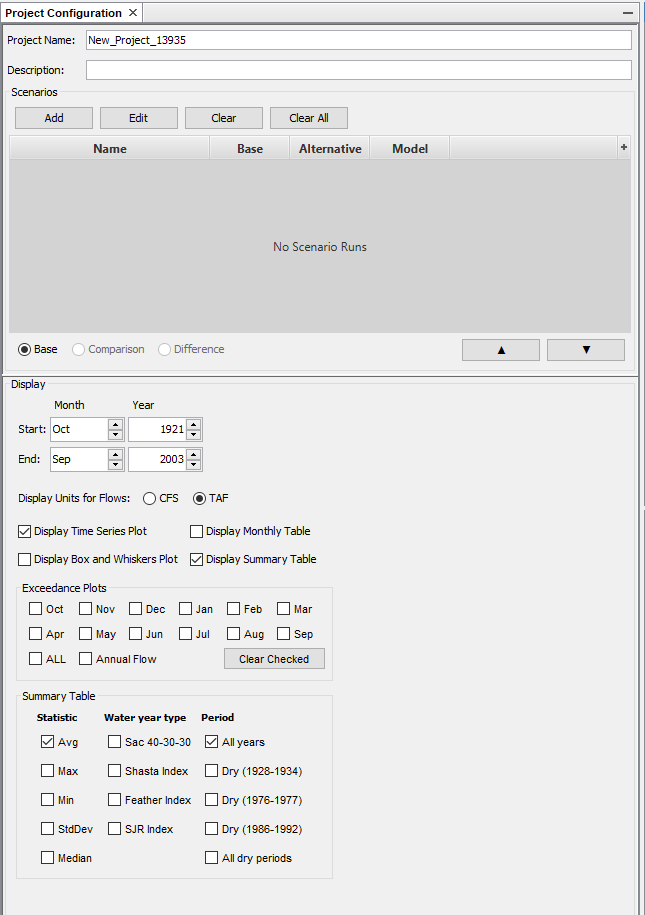 Project Configuration
Project Name: New_Project_13935
Description:
Scenarios
Add Edit Clear Clear All
Name Base Alternative Model +
No Scenario Runs
Base Comparison Difference
Display
Month Year
Start: Oct 1921
End: Sep 2003
Display Units for Flows: CFS TAF
Display Time Series Plot Display Monthly Table
Display Box and Whiskers Plot Display Summary Table
Exceedance Plots
Oct Nov Dec Jan Feb Mar
Apr May Jun Jul Aug Sep
ALL Annual Flow Clear Checked
Summary Table
Statistic Water year type Period
Avg Sac 40-30-30 All years
Max Shasta Index Dry (1928-1934)
Min Feather Index Dry (1976-1977)
StdDev SJR Index Dry (1986-1992)
Median All dry periods